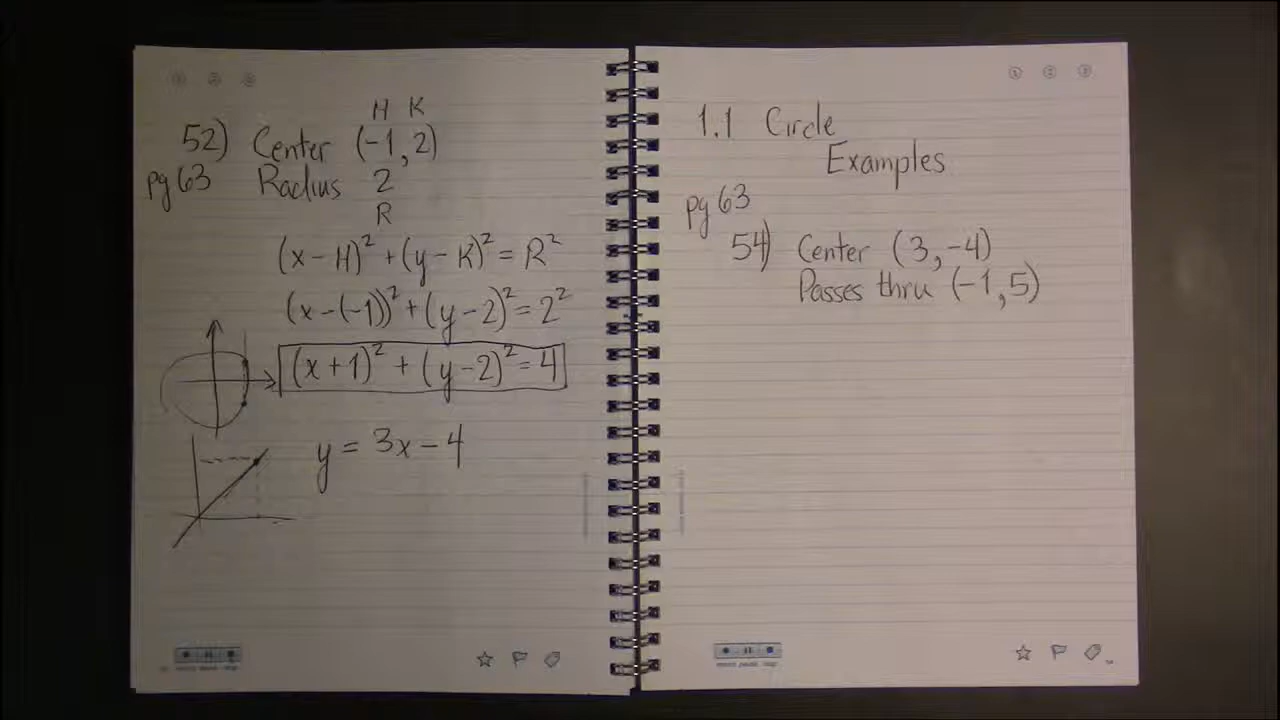 H K
52) Center (-1, 2)
pg 63 Radius 2
R
(x-H)² + (y-K)² = R²
(x-(-1))² + (y-2)² = 2²
(x+1)² + (y-2)² = 4
y = 3x - 4
1.1 Circle
Examples
pg 63
54) Center (3, -4)
Passes thru (-1, 5)